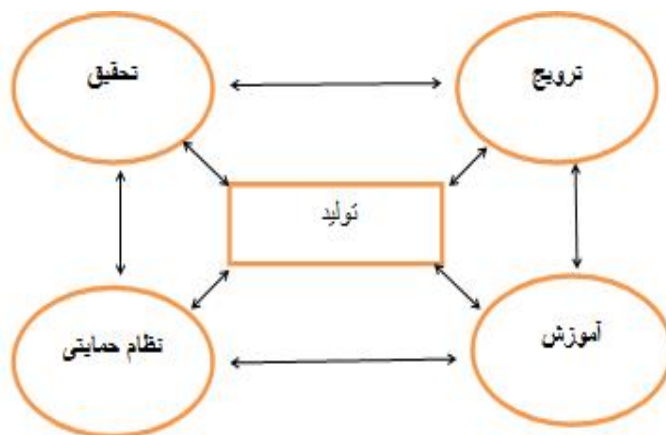 ترویج
تحقیق
تولید
آموزش
نظام حمایتی